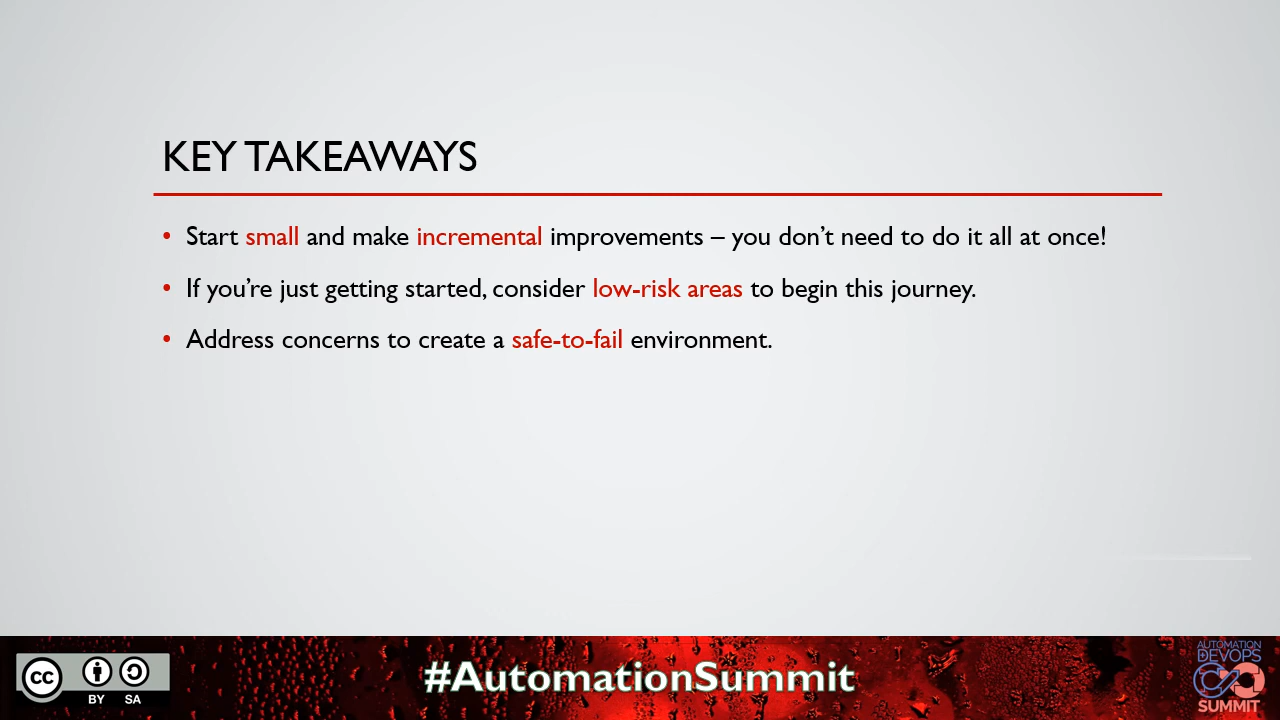 KEY TAKEAWAYS
• Start small and make incremental improvements – you don’t need to do it all at once!
• If you’re just getting started, consider low-risk areas to begin this journey.
• Address concerns to create a safe-to-fail environment.
cc
BY SA
#AutomationSummit
AUTOMATION
DEVOPS
SUMMIT